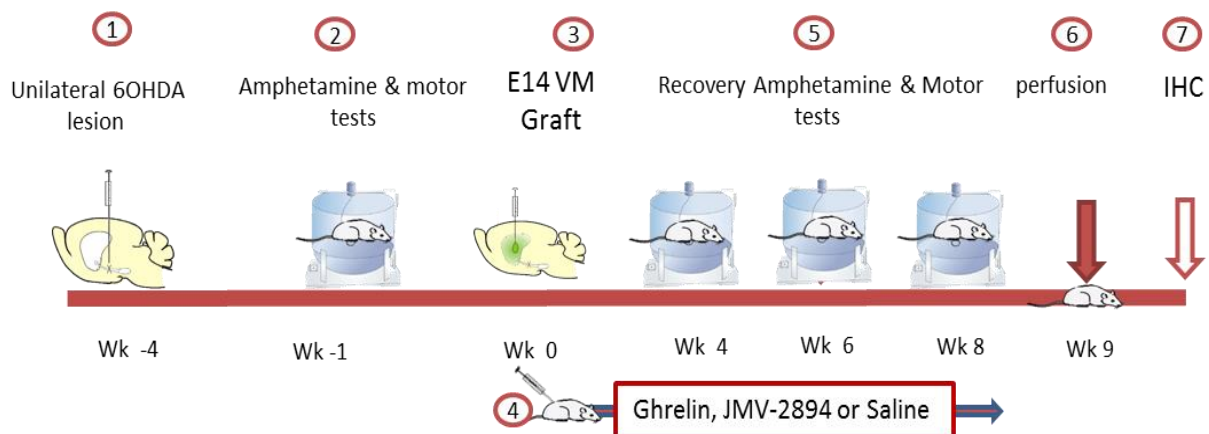 1
2
3
5
6
7
Unilateral 6OHDA
lesion
Amphetamine & motor
tests
E14 VM
Graft
Recovery Amphetamine & Motor
tests
perfusion
IHC
Wk -4
Wk -1
Wk 0
Wk 4
Wk 6
Wk 8
Wk 9
4
Ghrelin, JMV-2894 or Saline